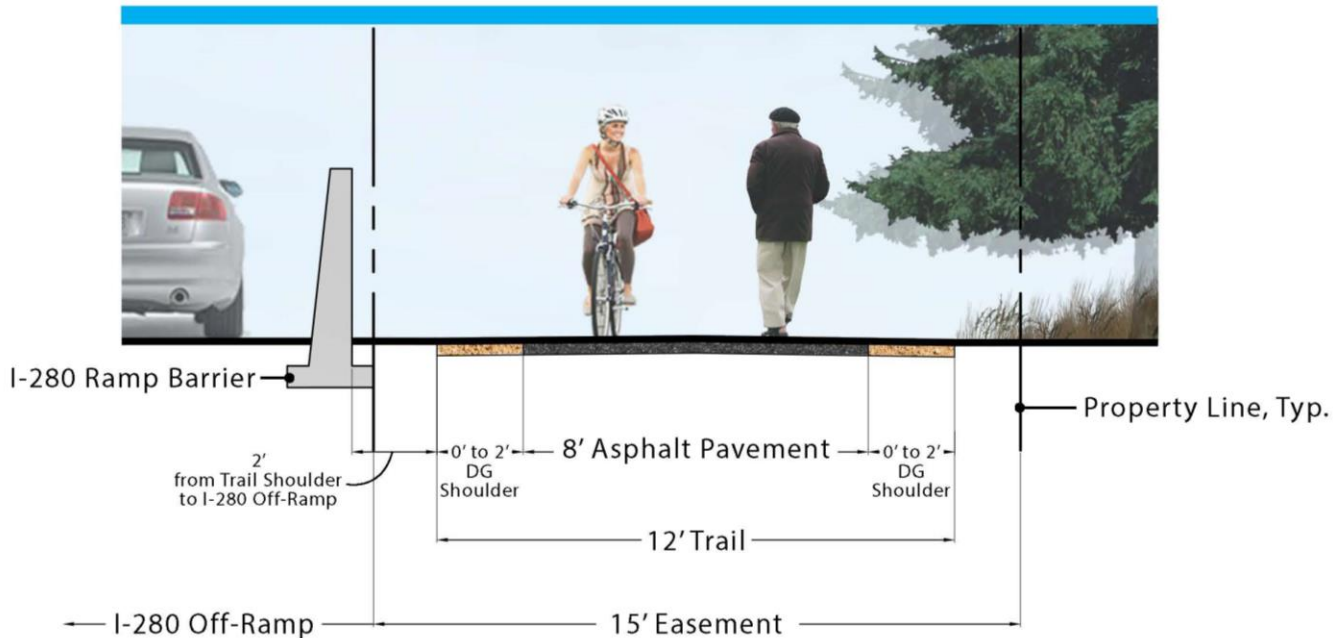 I-280 Ramp Barrier
Property Line, Typ.
2’
from Trail Shoulder
to I-280 Off-Ramp
0’ to 2’
DG
Shoulder
8’ Asphalt Pavement
0’ to 2’
DG
Shoulder
12’ Trail
I-280 Off-Ramp
15’ Easement